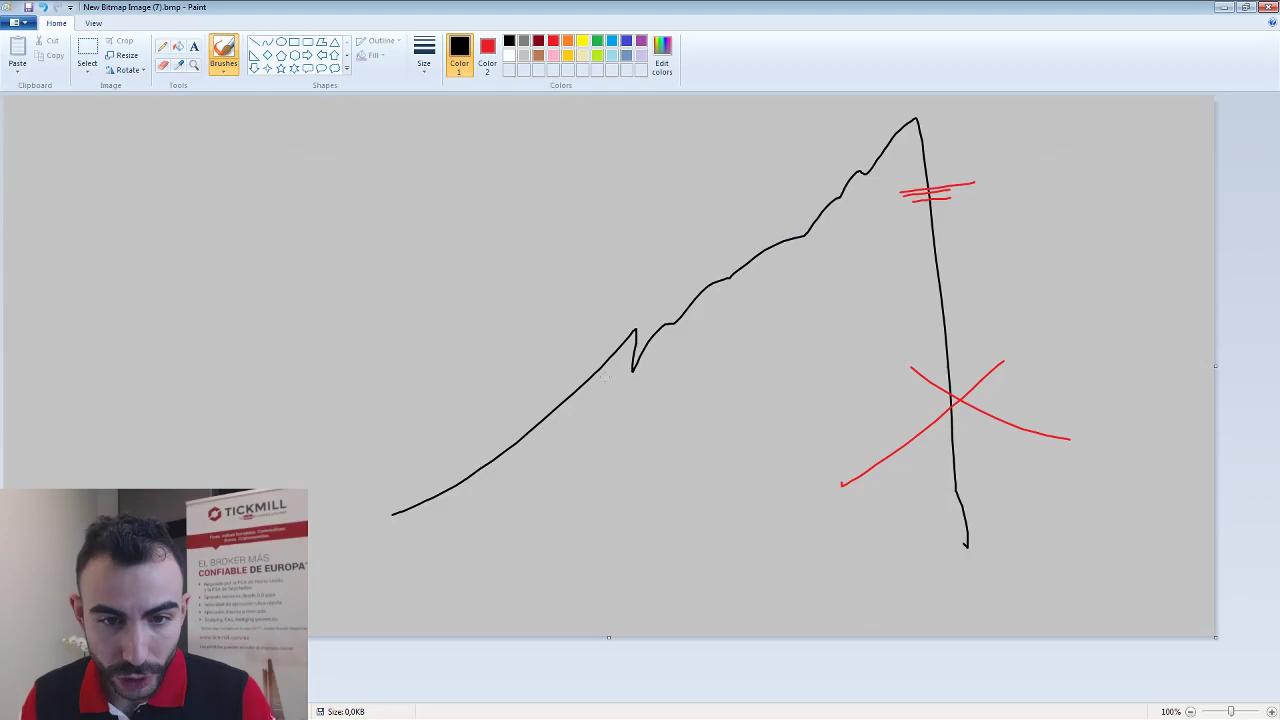 New Bitmap Image (7).bmp - Paint
Home
View
Paste
Cut
Copy
Clipboard
Select
Crop
Resize
Rotate
Image
Tools
Brushes
Outline
Fill
Shapes
Size
Color 1
Color 2
Edit colors
Colors
TICKMILL
EL BROKER MÁS
CONFIABLE DE EUROPA
Size: 0,0KB
100%